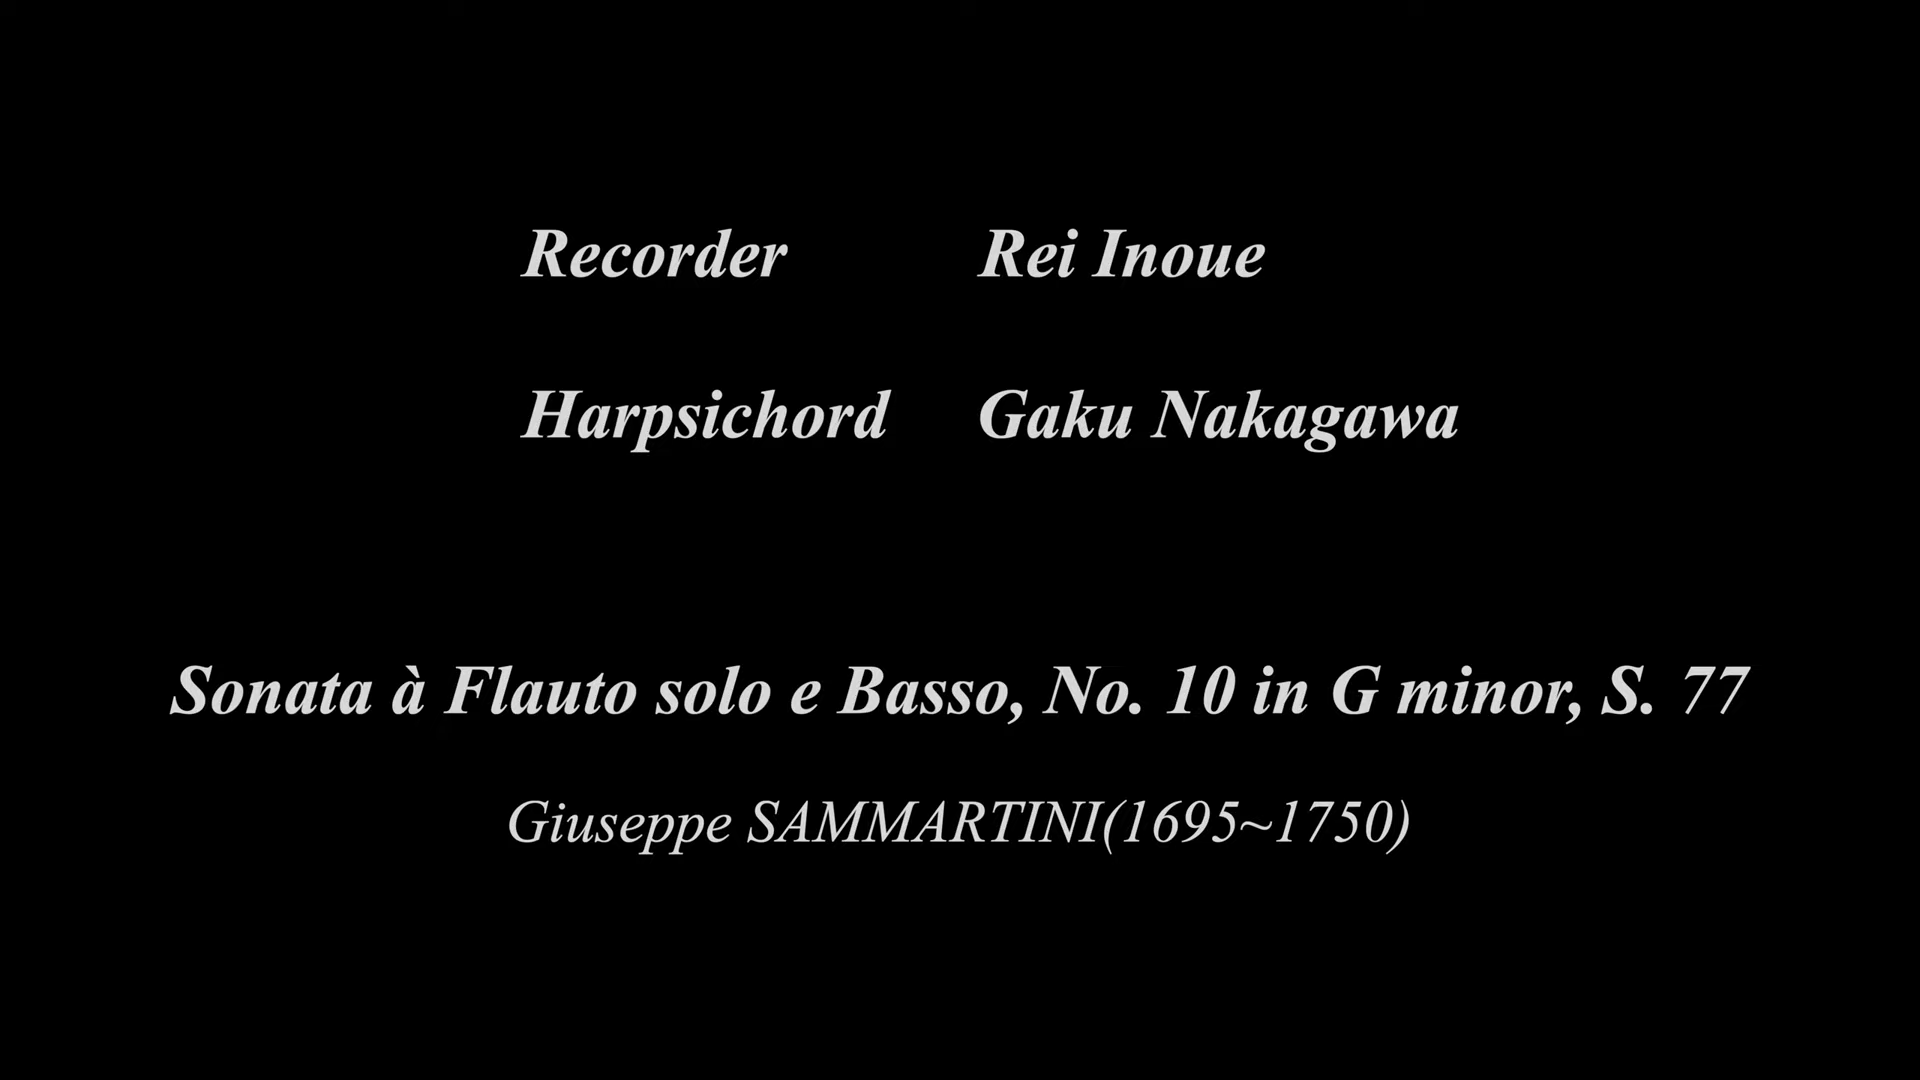 Recorder Rei Inoue
Harpsichord Gaku Nakagawa
Sonata à Flauto solo e Basso, No. 10 in G minor, S. 77
Giuseppe SAMMARTINI(1695~1750)